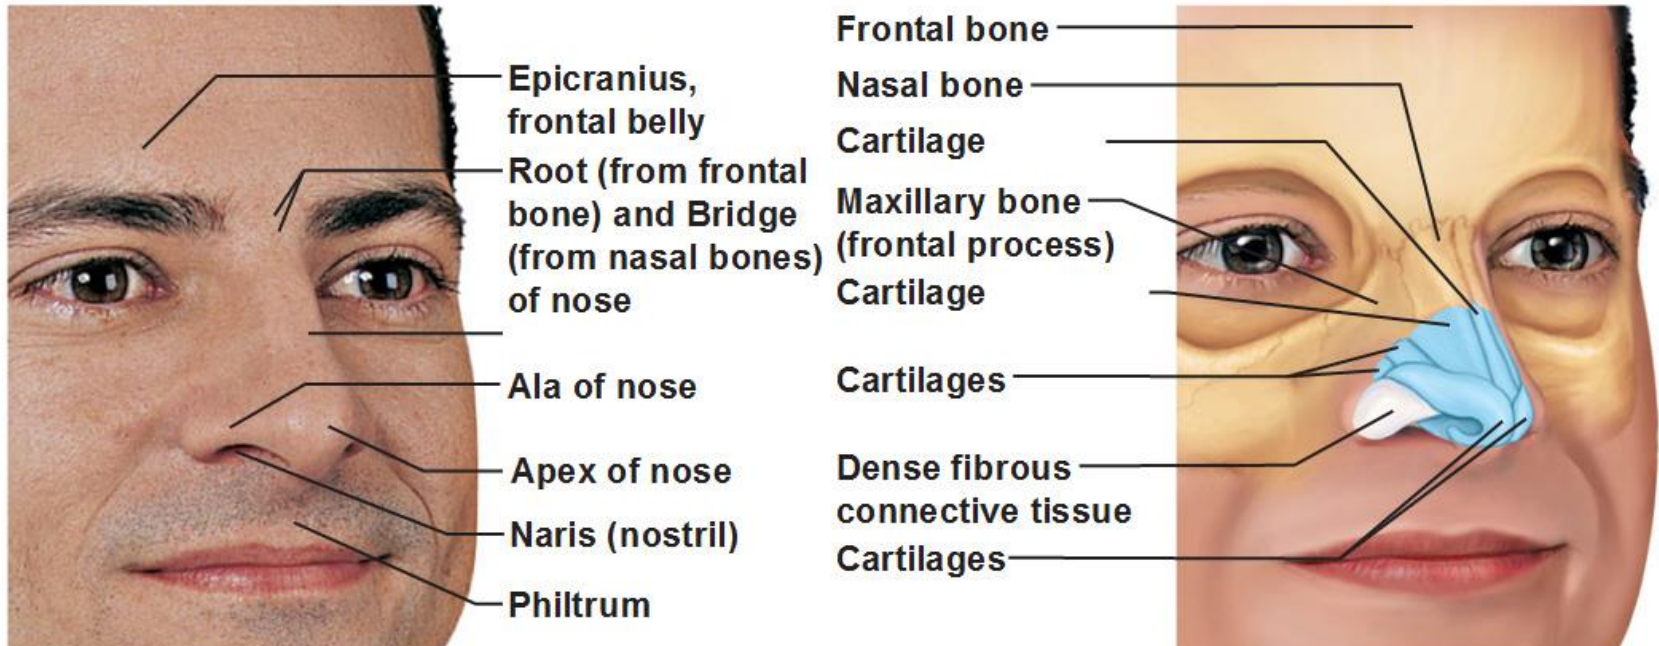 Epicranius,
frontal belly
Root (from frontal
bone) and Bridge
(from nasal bones)
of nose
Ala of nose
Apex of nose
Naris (nostril)
Philtrum
Frontal bone
Nasal bone
Cartilage
Maxillary bone
(frontal process)
Cartilage
Cartilages
Dense fibrous
connective tissue
Cartilages